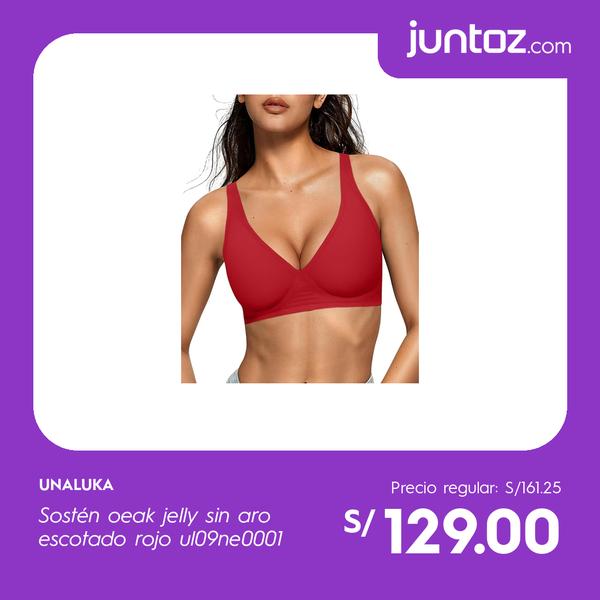 juntoz.com
UNALUKA
Sostén oeak jelly sin aro
escotado rojo ul09ne0001
Precio regular: S/161.25
S/129.00